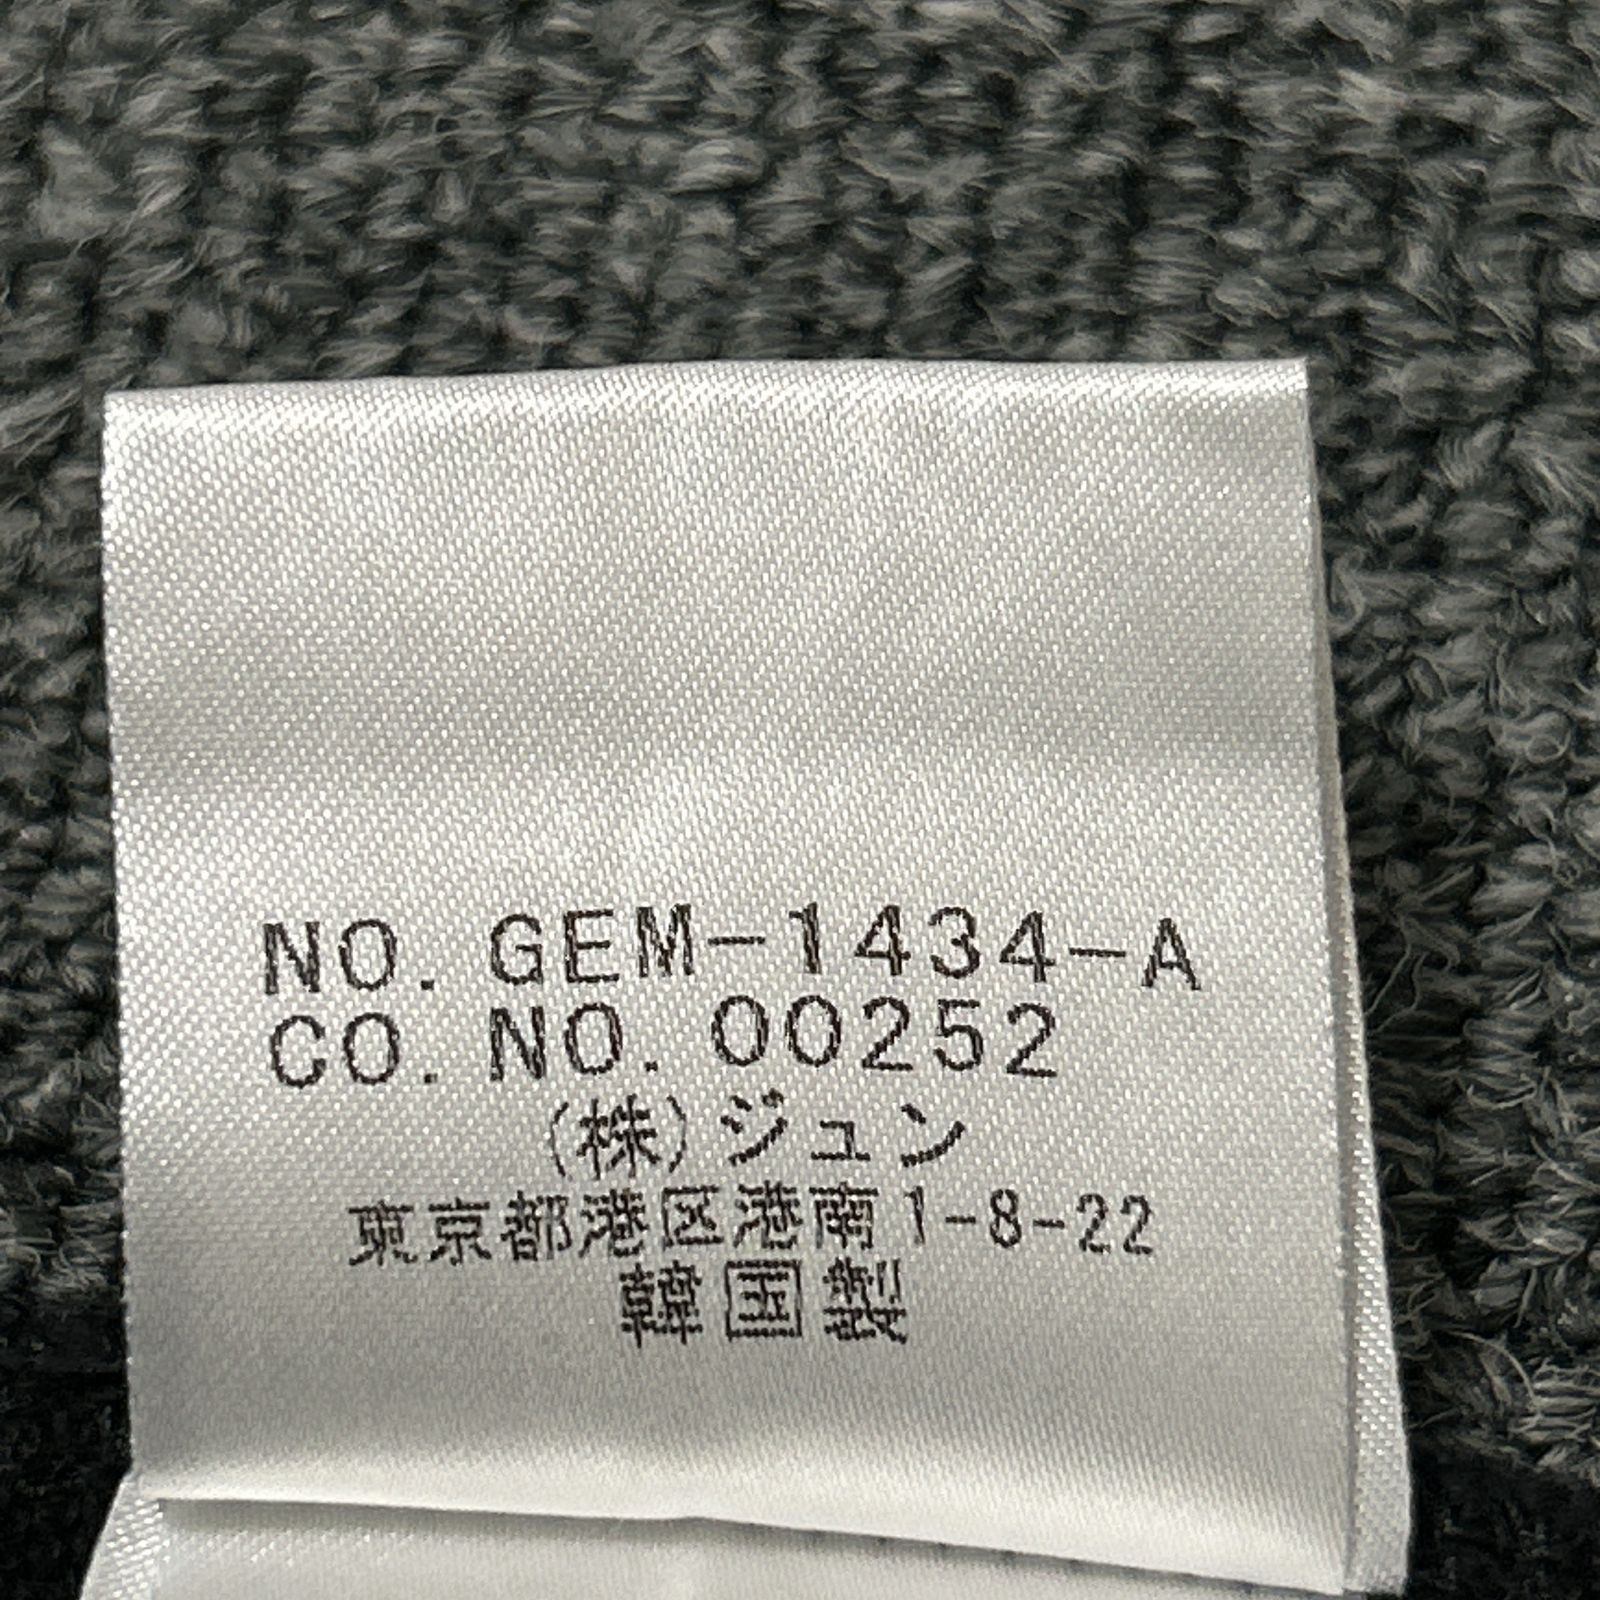 NO. GEM-1434-A
CO. NO. 00252
(株)ジュン
東京都港区港南1-8-22
韓国製